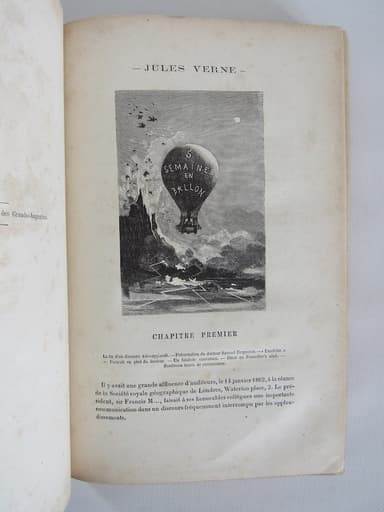 des Grands-Augustins.
— JULES VERNE —
5
SEMAINES
EN
BALLON
CHAPITRE PREMIER
La fin d'un discours très-applaudi. — Présentation du docteur Samuel Fergusson. — « Excelsior. »
— Portrait en pied du docteur. — Un fataliste convaincu. — Dîner au Traveller's club. —
Nombreux toasts de circonstance.
Il y avait une grande affluence d'auditeurs, le 14 janvier 1862, à la séance
de la Société royale géographique de Londres, Waterloo place, 3. Le pré-
sident, sir Francis M..., faisait à ses honorables collègues une importante
communication dans un discours fréquemment interrompu par les applau-
dissements.